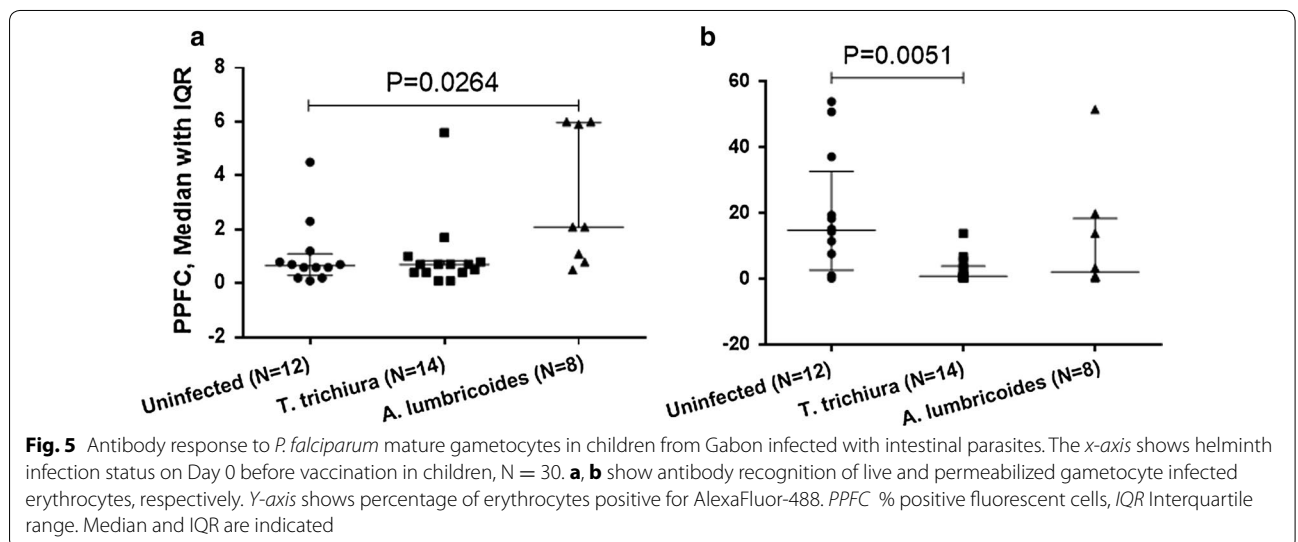 a
b
PPFC, Median with IQR
8
6
4
2
0
-2
P=0.0264
Uninfected (N=12)
T. trichiura (N=14)
A. lumbricoides (N=8)
60
40
20
0
-20
P=0.0051
Uninfected (N=12)
T. trichiura (N=14)
A. lumbricoides (N=8)
Fig. 5 Antibody response to P. falciparum mature gametocytes in children from Gabon infected with intestinal parasites. The x-axis shows helminth
infection status on Day 0 before vaccination in children, N = 30. a, b show antibody recognition of live and permeabilized gametocyte infected
erythrocytes, respectively. Y-axis shows percentage of erythrocytes positive for AlexaFluor-488. PPFC % positive fluorescent cells, IQR Interquartile
range. Median and IQR are indicated